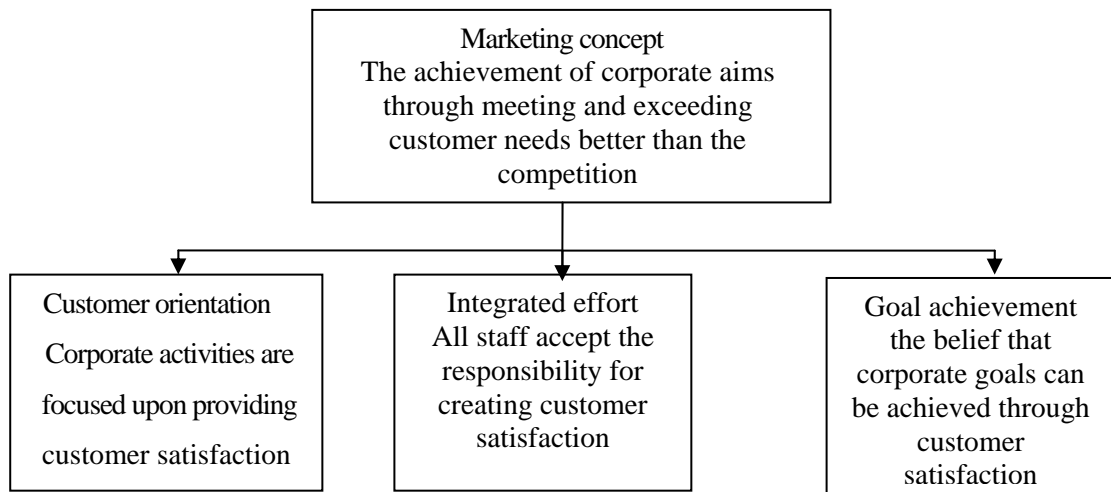 Marketing concept
The achievement of corporate aims
through meeting and exceeding
customer needs better than the
competition
Customer orientation
Corporate activities are
focused upon providing
customer satisfaction
Integrated effort
All staff accept the
responsibility for
creating customer
satisfaction
Goal achievement
the belief that
corporate goals can
be achieved through
customer
satisfaction